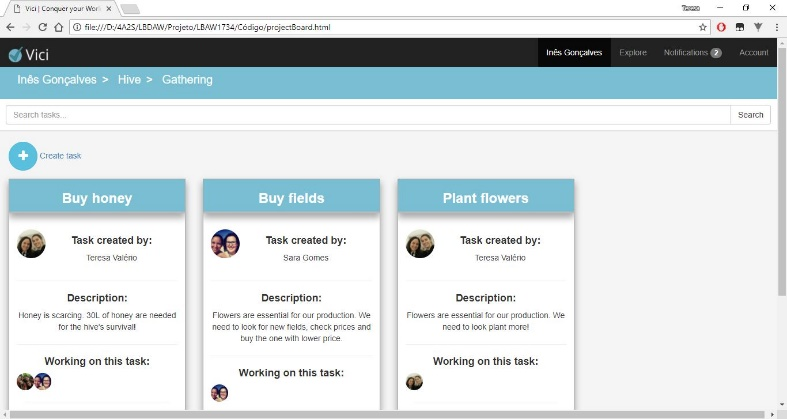 Vici | Conquer your Work
Teresa
file:///D:/4A2S/LBDAW/Projeto/LBAW1734/Código/projectBoard.html
Vici
Inês Gonçalves
Explore
Notifications 2
Account
Inês Gonçalves > Hive > Gathering
Search tasks...
Search
Create task
Buy honey
Task created by:
Teresa Valério
Description:
Honey is scarcing. 30L of honey are needed
for the hive's survival!
Working on this task:
Buy fields
Task created by:
Sara Gomes
Description:
Flowers are essential for our production. We
need to look for new fields, check prices and
buy the one with lower price.
Working on this task:
Plant flowers
Task created by:
Teresa Valério
Description:
Flowers are essential for our production. We
need to look plant more!
Working on this task: